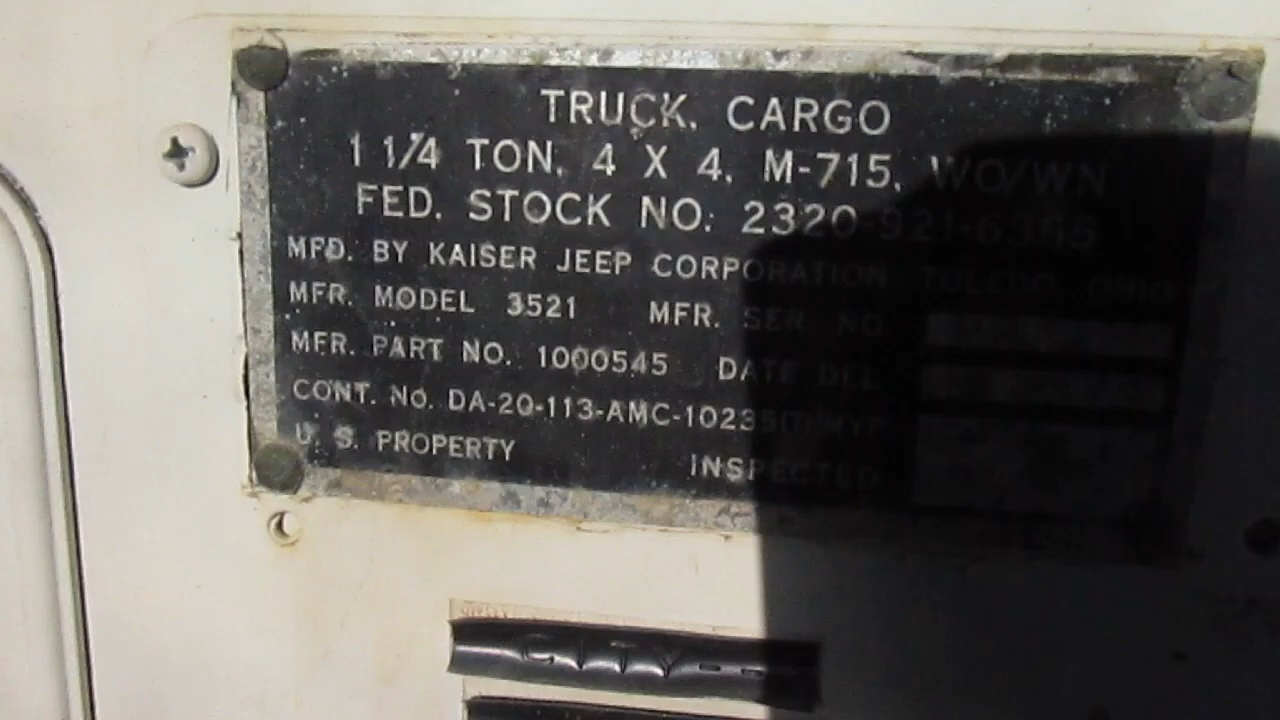 TRUCK, CARGO
1 1/4 TON, 4 X 4, M-715, WO/WN
FED. STOCK NO: 2320-921-6365
MFD. BY KAISER JEEP CORPORATION TOLEDO, OHIO
MFR. MODEL 3521 MFR. SER. NO.
MFR. PART NO. 1000545 DATE DEL.
CONT. NO. DA-20-113-AMC-10235(T)
U. S. PROPERTY INSPECTED
CITY--